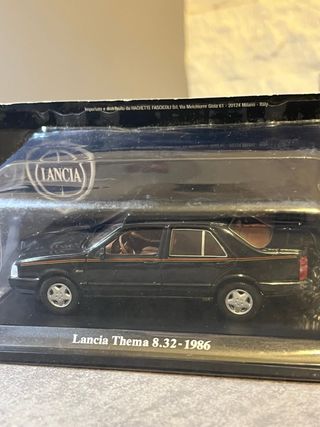 Importato e distribuito da HACHETTE FASCICOLI Srl, Via Melchiorre Gioia 61 - 20124 Milano - Italy
LANCIA
Lancia Thema 8.32-1986